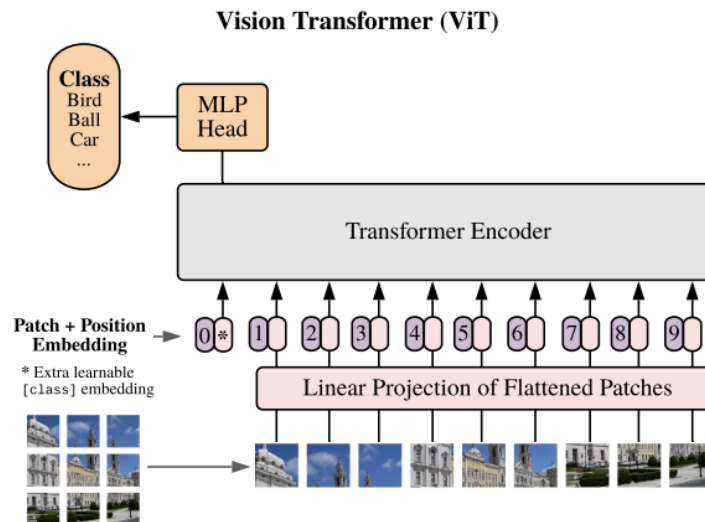 Vision Transformer (ViT)
Class
Bird
Ball
Car
...
MLP
Head
Transformer Encoder
Patch + Position
Embedding
0 * 1 2 3 4 5 6 7 8 9
* Extra learnable
[class] embedding
Linear Projection of Flattened Patches